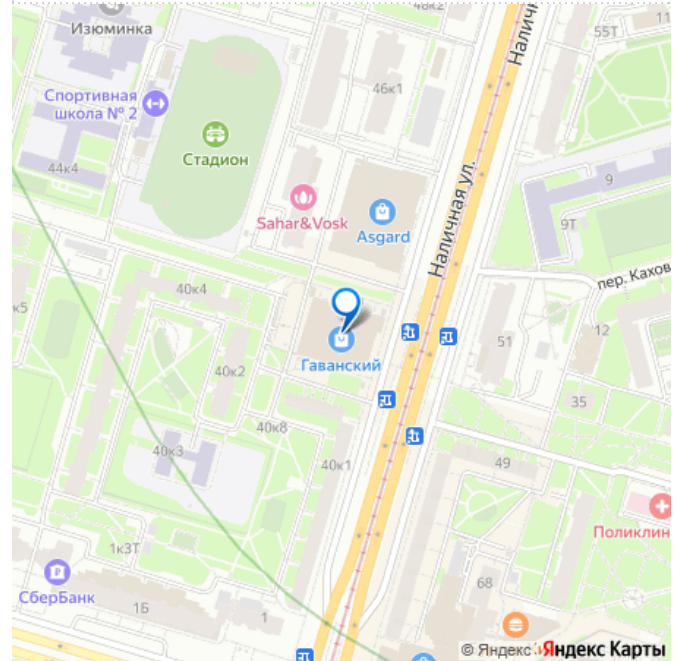 48к2
Изюминка
11
55Т
Спортивная
школа № 2
46к1
Стадион
44к4
Sahar&Vosk
Asgard
Наличная ул.
9
9Т
пер. Кахов
40к4
к5
Гаванский
51
12
40к2
35
40к8
40к3
40к1
49
Поликлин
1к3Т
СберБанк
1Б
1
68
© Яндекс
Яндекс Карты